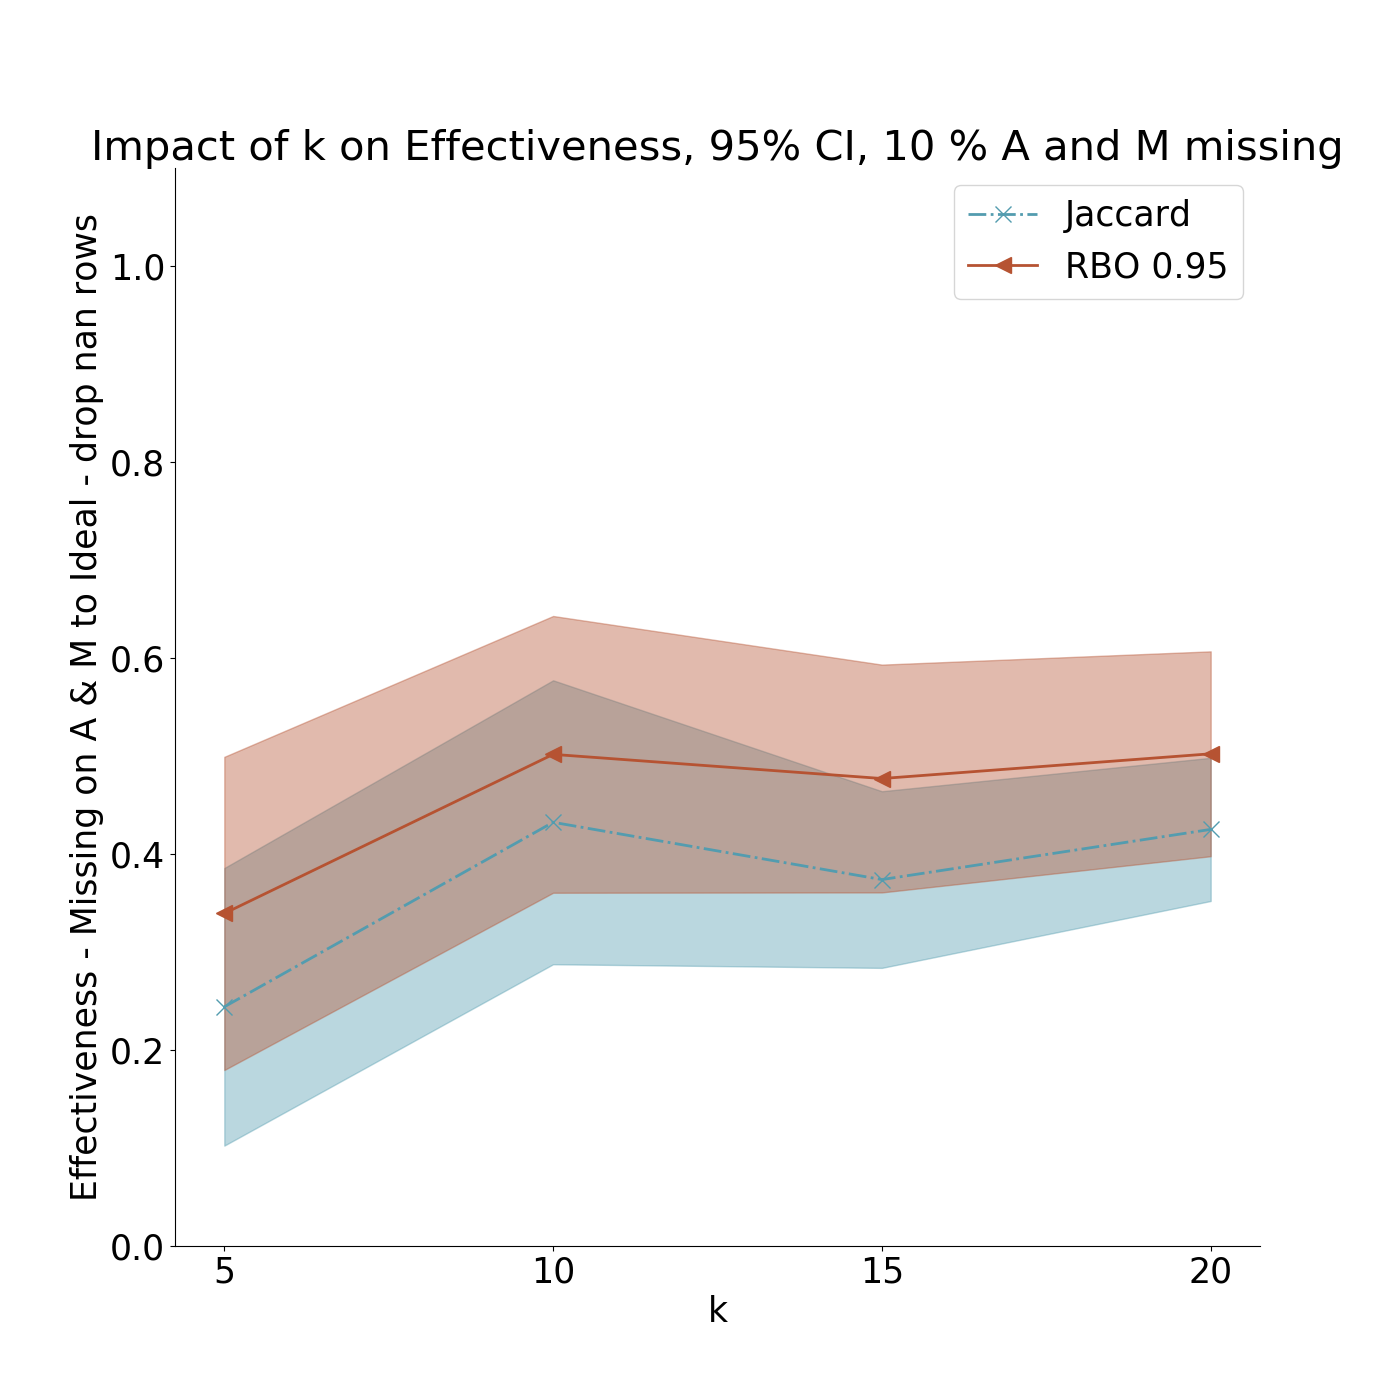 Impact of k on Effectiveness, 95% CI, 10 % A and M missing
Jaccard
RBO 0.95
Effectiveness - Missing on A & M to Ideal - drop nan rows
1.0
0.8
0.6
0.4
0.2
0.0
5
10
15
20
k